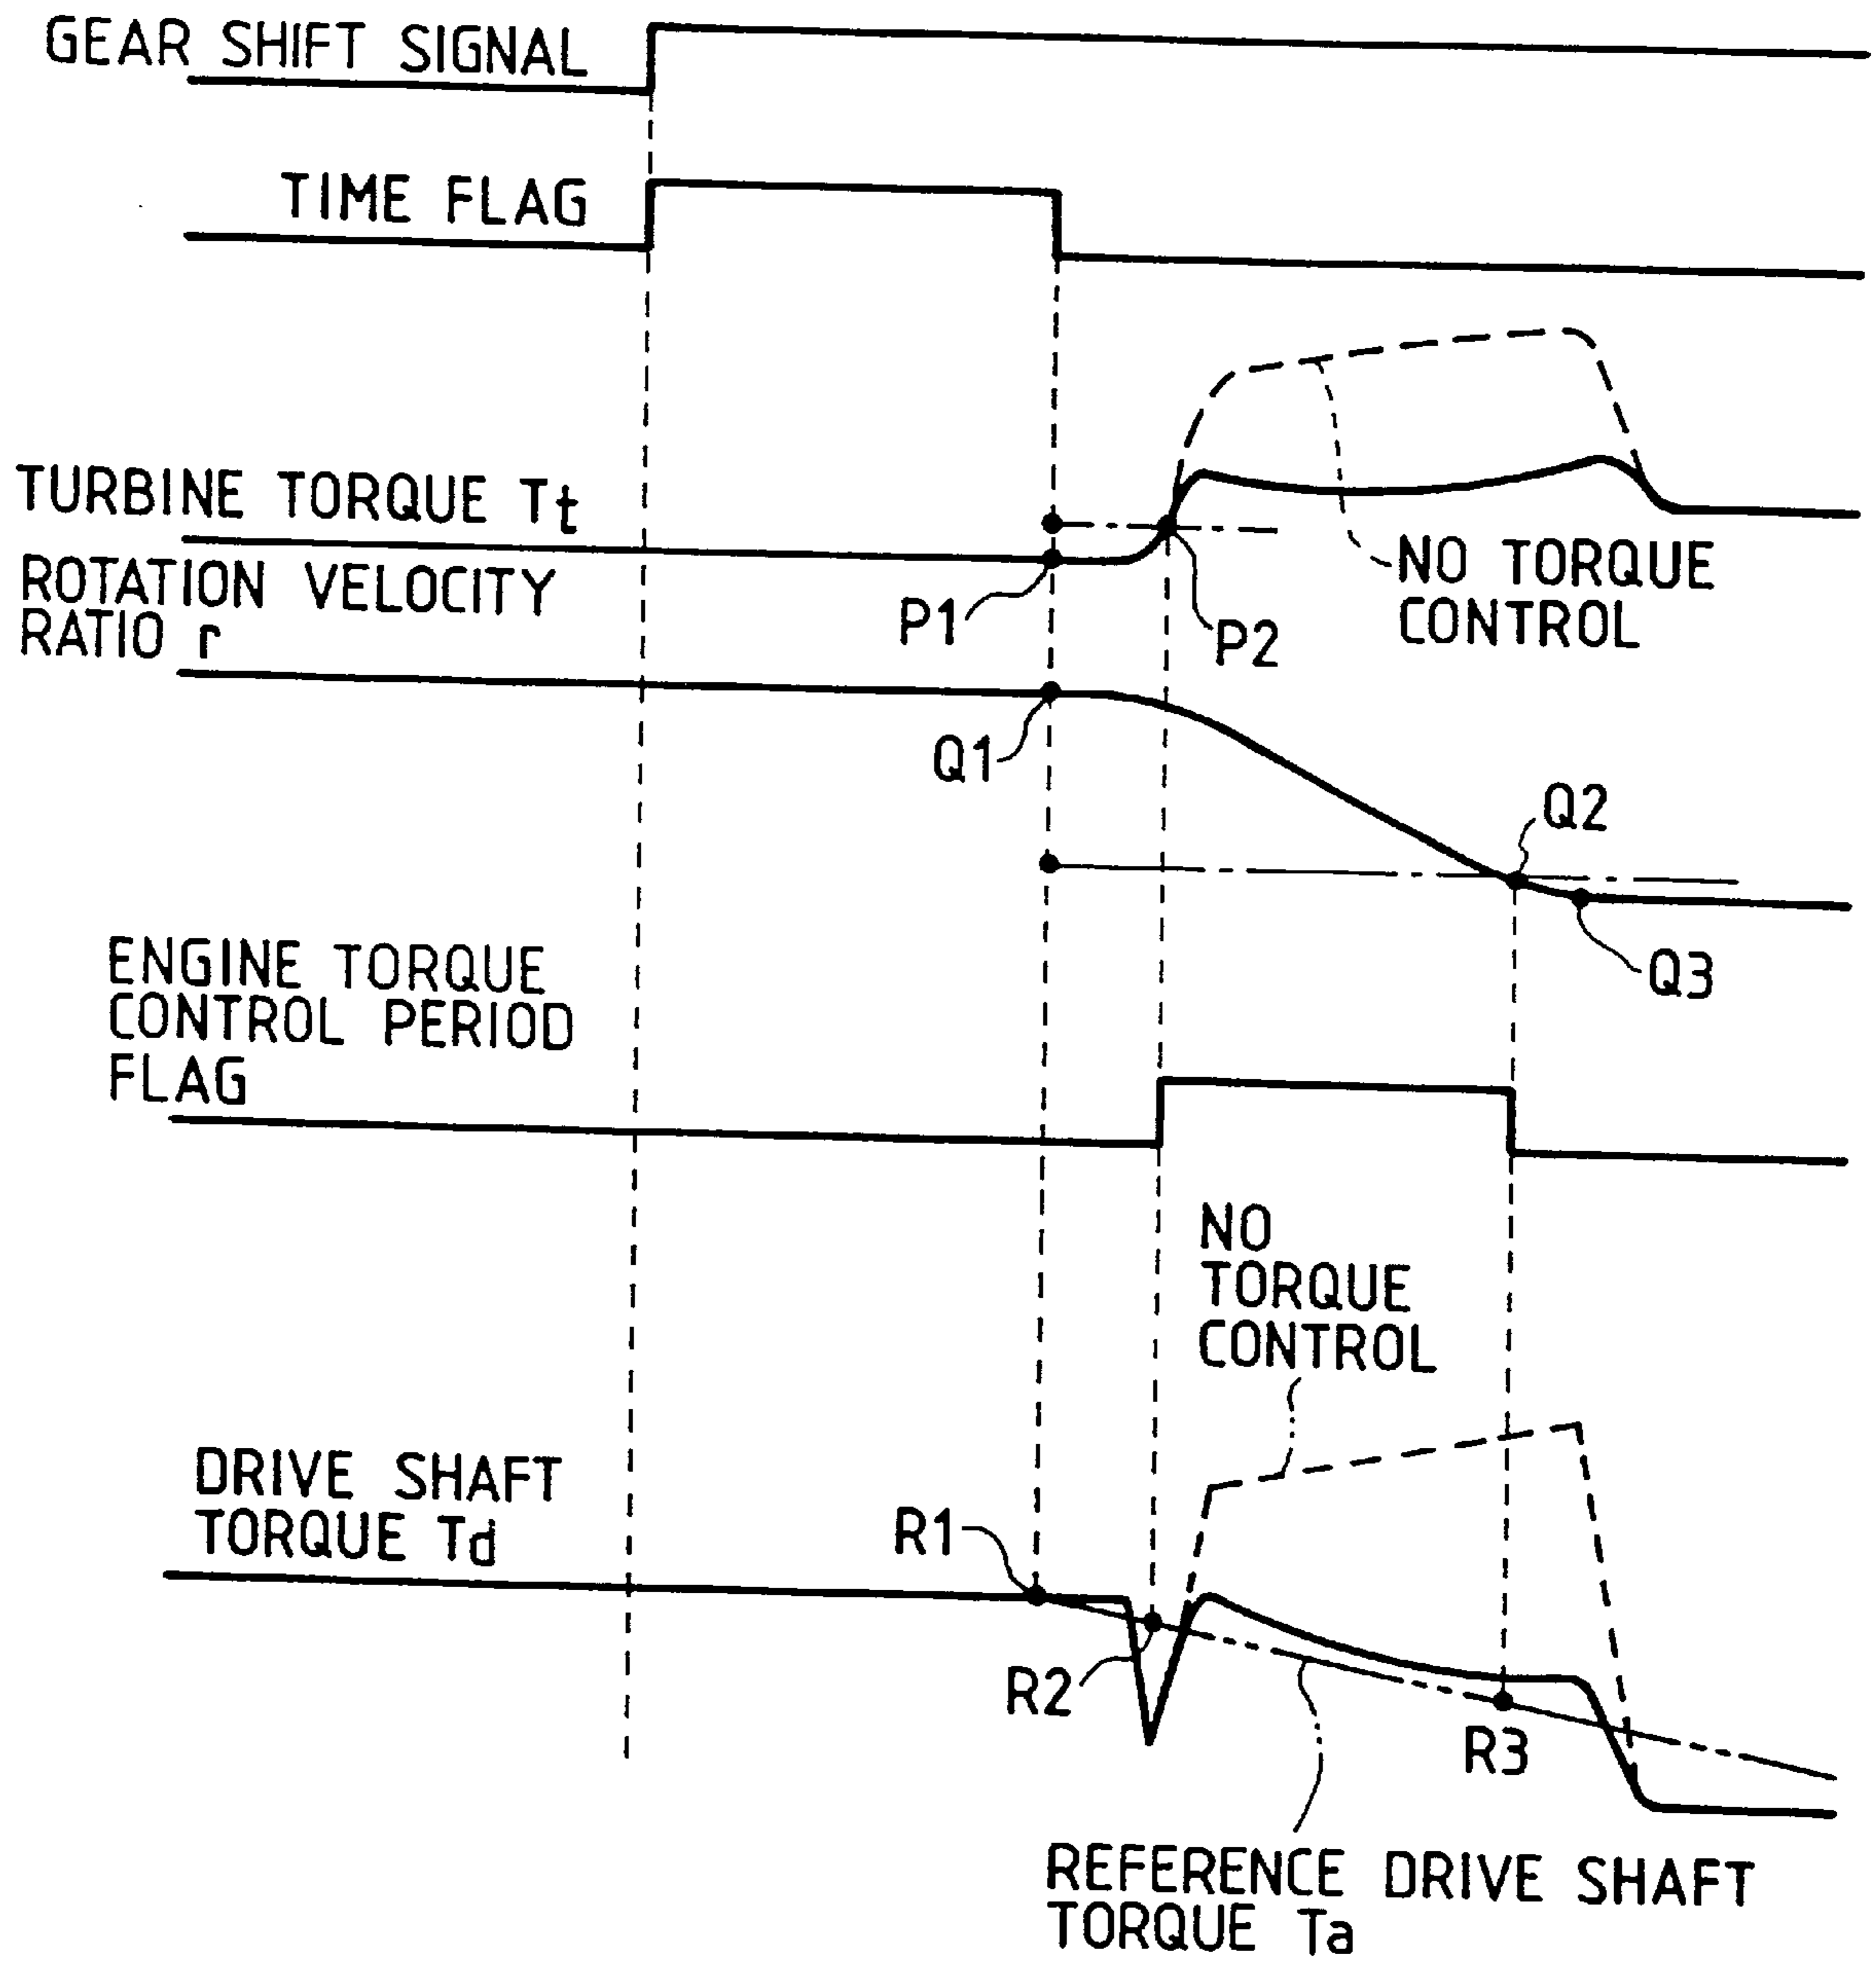 GEAR SHIFT SIGNAL
TIME FLAG
TURBINE TORQUE Tt
ROTATION VELOCITY
RATIO r
P1
P2
NO TORQUE
CONTROL
Q1
Q2
Q3
ENGINE TORQUE
CONTROL PERIOD
FLAG
NO
TORQUE
CONTROL
DRIVE SHAFT
TORQUE Td
R1
R2
R3
REFERENCE DRIVE SHAFT
TORQUE Ta